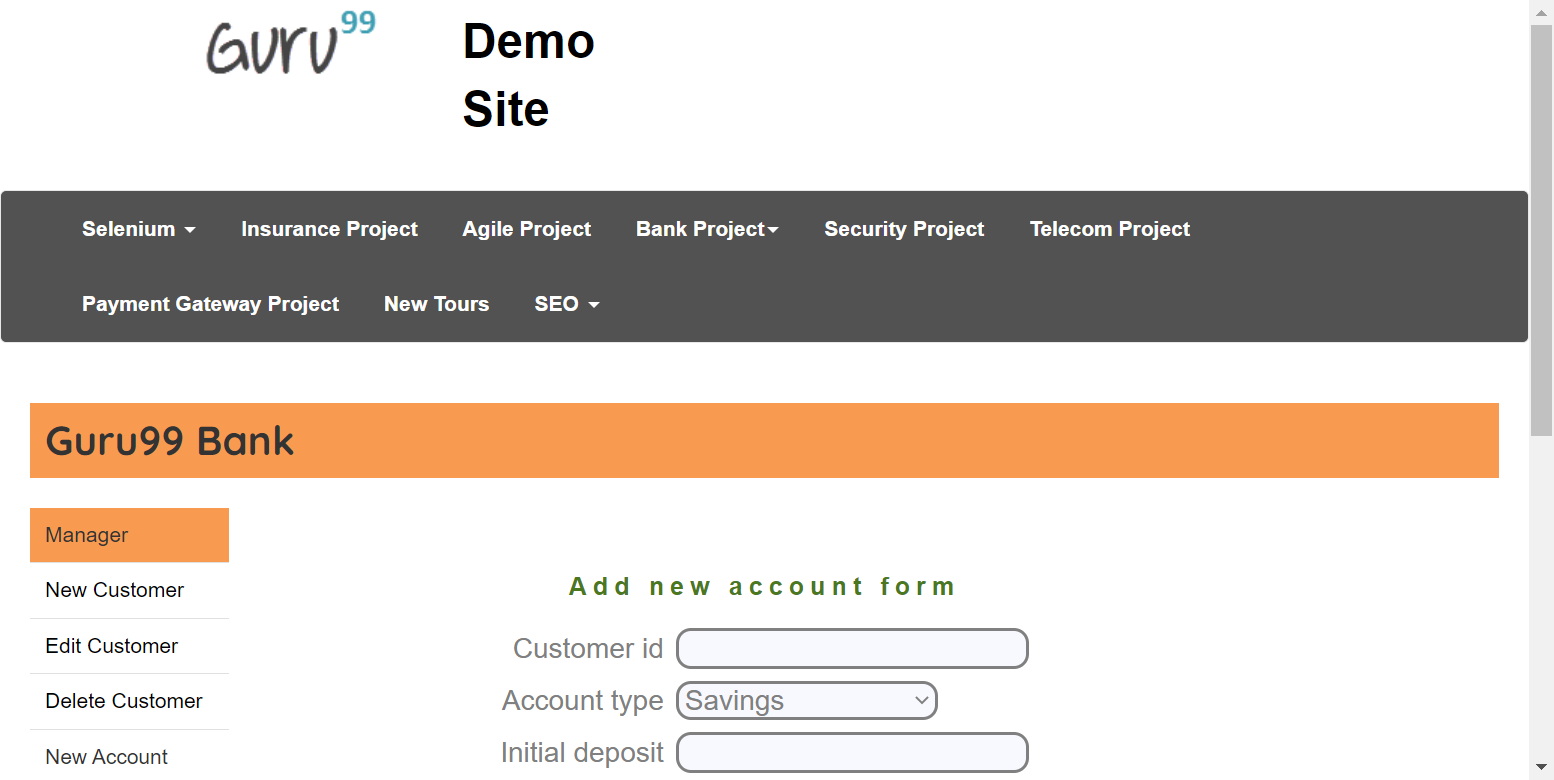 Guru99
Demo
Site
Selenium Insurance Project Agile Project Bank Project Security Project Telecom Project
Payment Gateway Project New Tours SEO
Guru99 Bank
Manager
New Customer
Edit Customer
Delete Customer
New Account
Add new account form
Customer id
Account type Savings
Initial deposit